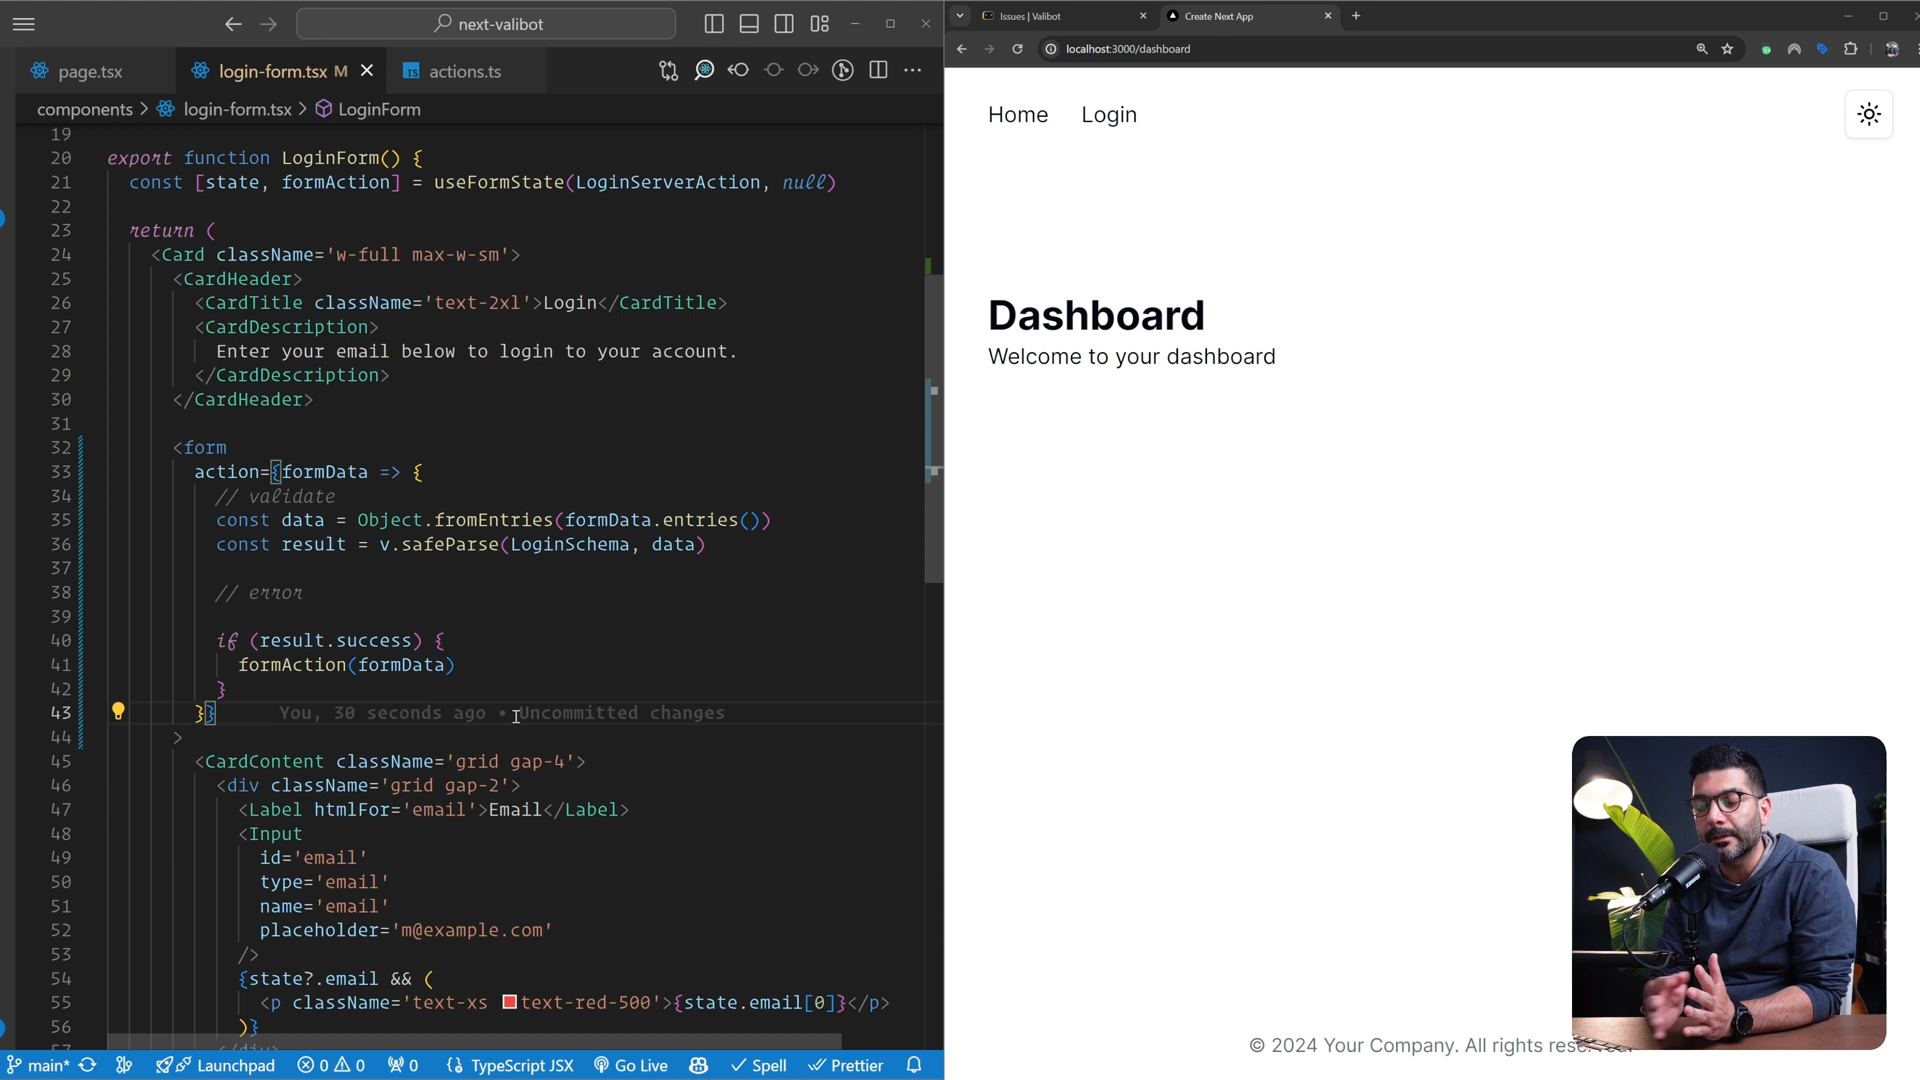 next-valibot
page.tsx
login-form.tsx M
TS actions.ts
components > login-form.tsx > LoginForm
19
20 export function LoginForm() {
21 const [state, formAction] = useFormState(LoginServerAction, null)
22
23 return (
24 <Card className='w-full max-w-sm'>
25 <CardHeader>
26 <CardTitle className='text-2xl'>Login</CardTitle>
27 <CardDescription>
28 Enter your email below to login to your account.
29 </CardDescription>
30 </CardHeader>
31
32 <form
33 action={formData => {
34 // validate
35 const data = Object.fromEntries(formData.entries())
36 const result = v.safeParse(LoginSchema, data)
37
38 // error
39
40 if (result.success) {
41 formAction(formData)
42 }
43 }} You, 30 seconds ago • Uncommitted changes
44 >
45 <CardContent className='grid gap-4'>
46 <div className='grid gap-2'>
47 <Label htmlFor='email'>Email</Label>
48 <Input
49 id='email'
50 type='email'
51 name='email'
52 placeholder='m@example.com'
53 />
54 {state?.email && (
55 <p className='text-xs text-red-500'>{state.email[0]}</p>
56 )}
57 </div>
main* Launchpad 0 0 0 TypeScript JSX Go Live Spell Prettier
Issues | Valibot
Create Next App
localhost:3000/dashboard
Home Login
Dashboard
Welcome to your dashboard
© 2024 Your Company. All rights